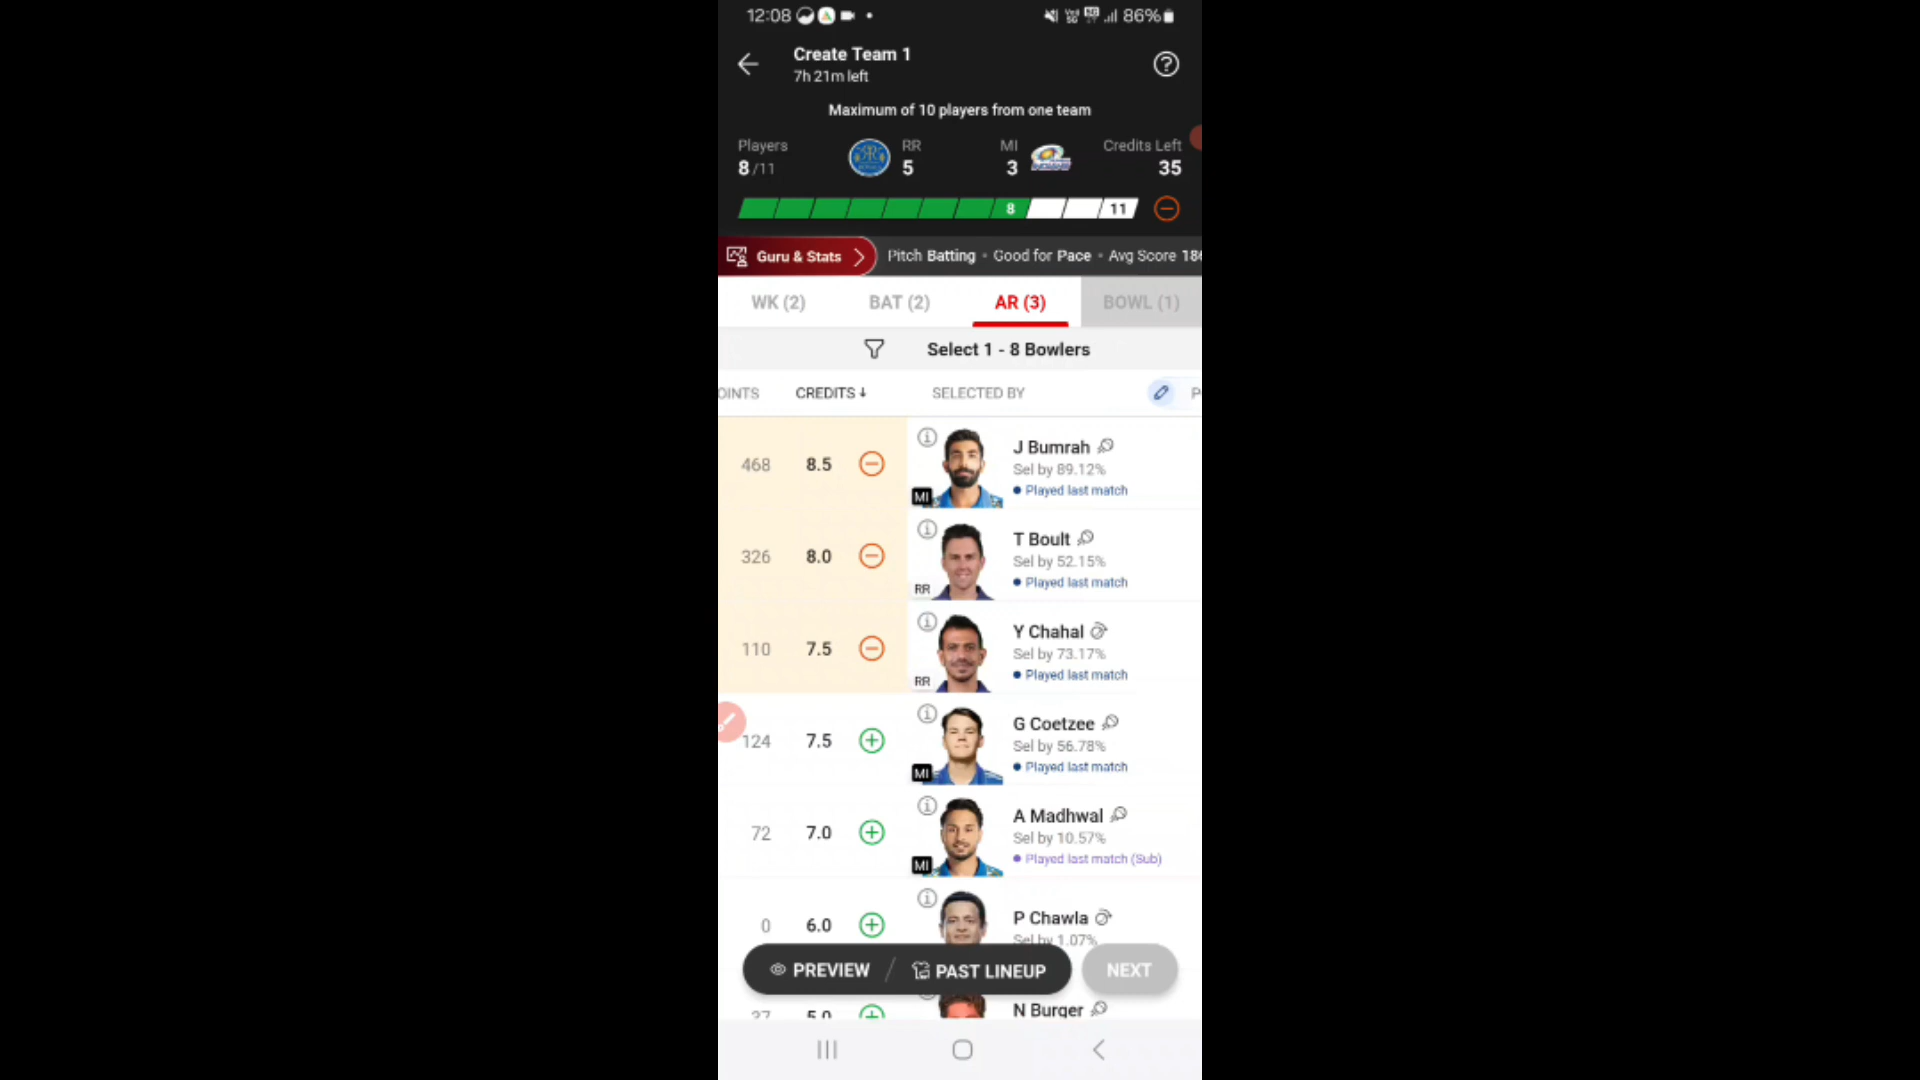 12:08
86%
Create Team 1
7h 21m left
Maximum of 10 players from one team
Players
8/11
RR
5
MI
3
Credits Left
35
8
11
Guru & Stats
Pitch Batting • Good for Pace • Avg Score
WK (2)
BAT (2)
AR (3)
BOWL (1)
Select 1 - 8 Bowlers
OINTS
CREDITS ↓
SELECTED BY
P
468
8.5
MI
J Bumrah
Sel by 89.12%
Played last match
326
8.0
RR
T Boult
Sel by 52.15%
Played last match
110
7.5
RR
Y Chahal
Sel by 73.17%
Played last match
124
7.5
MI
G Coetzee
Sel by 56.78%
Played last match
72
7.0
MI
A Madhwal
Sel by 10.57%
Played last match (Sub)
0
6.0
P Chawla
Sel by 1.07%
PREVIEW / PAST LINEUP
NEXT
N Burger